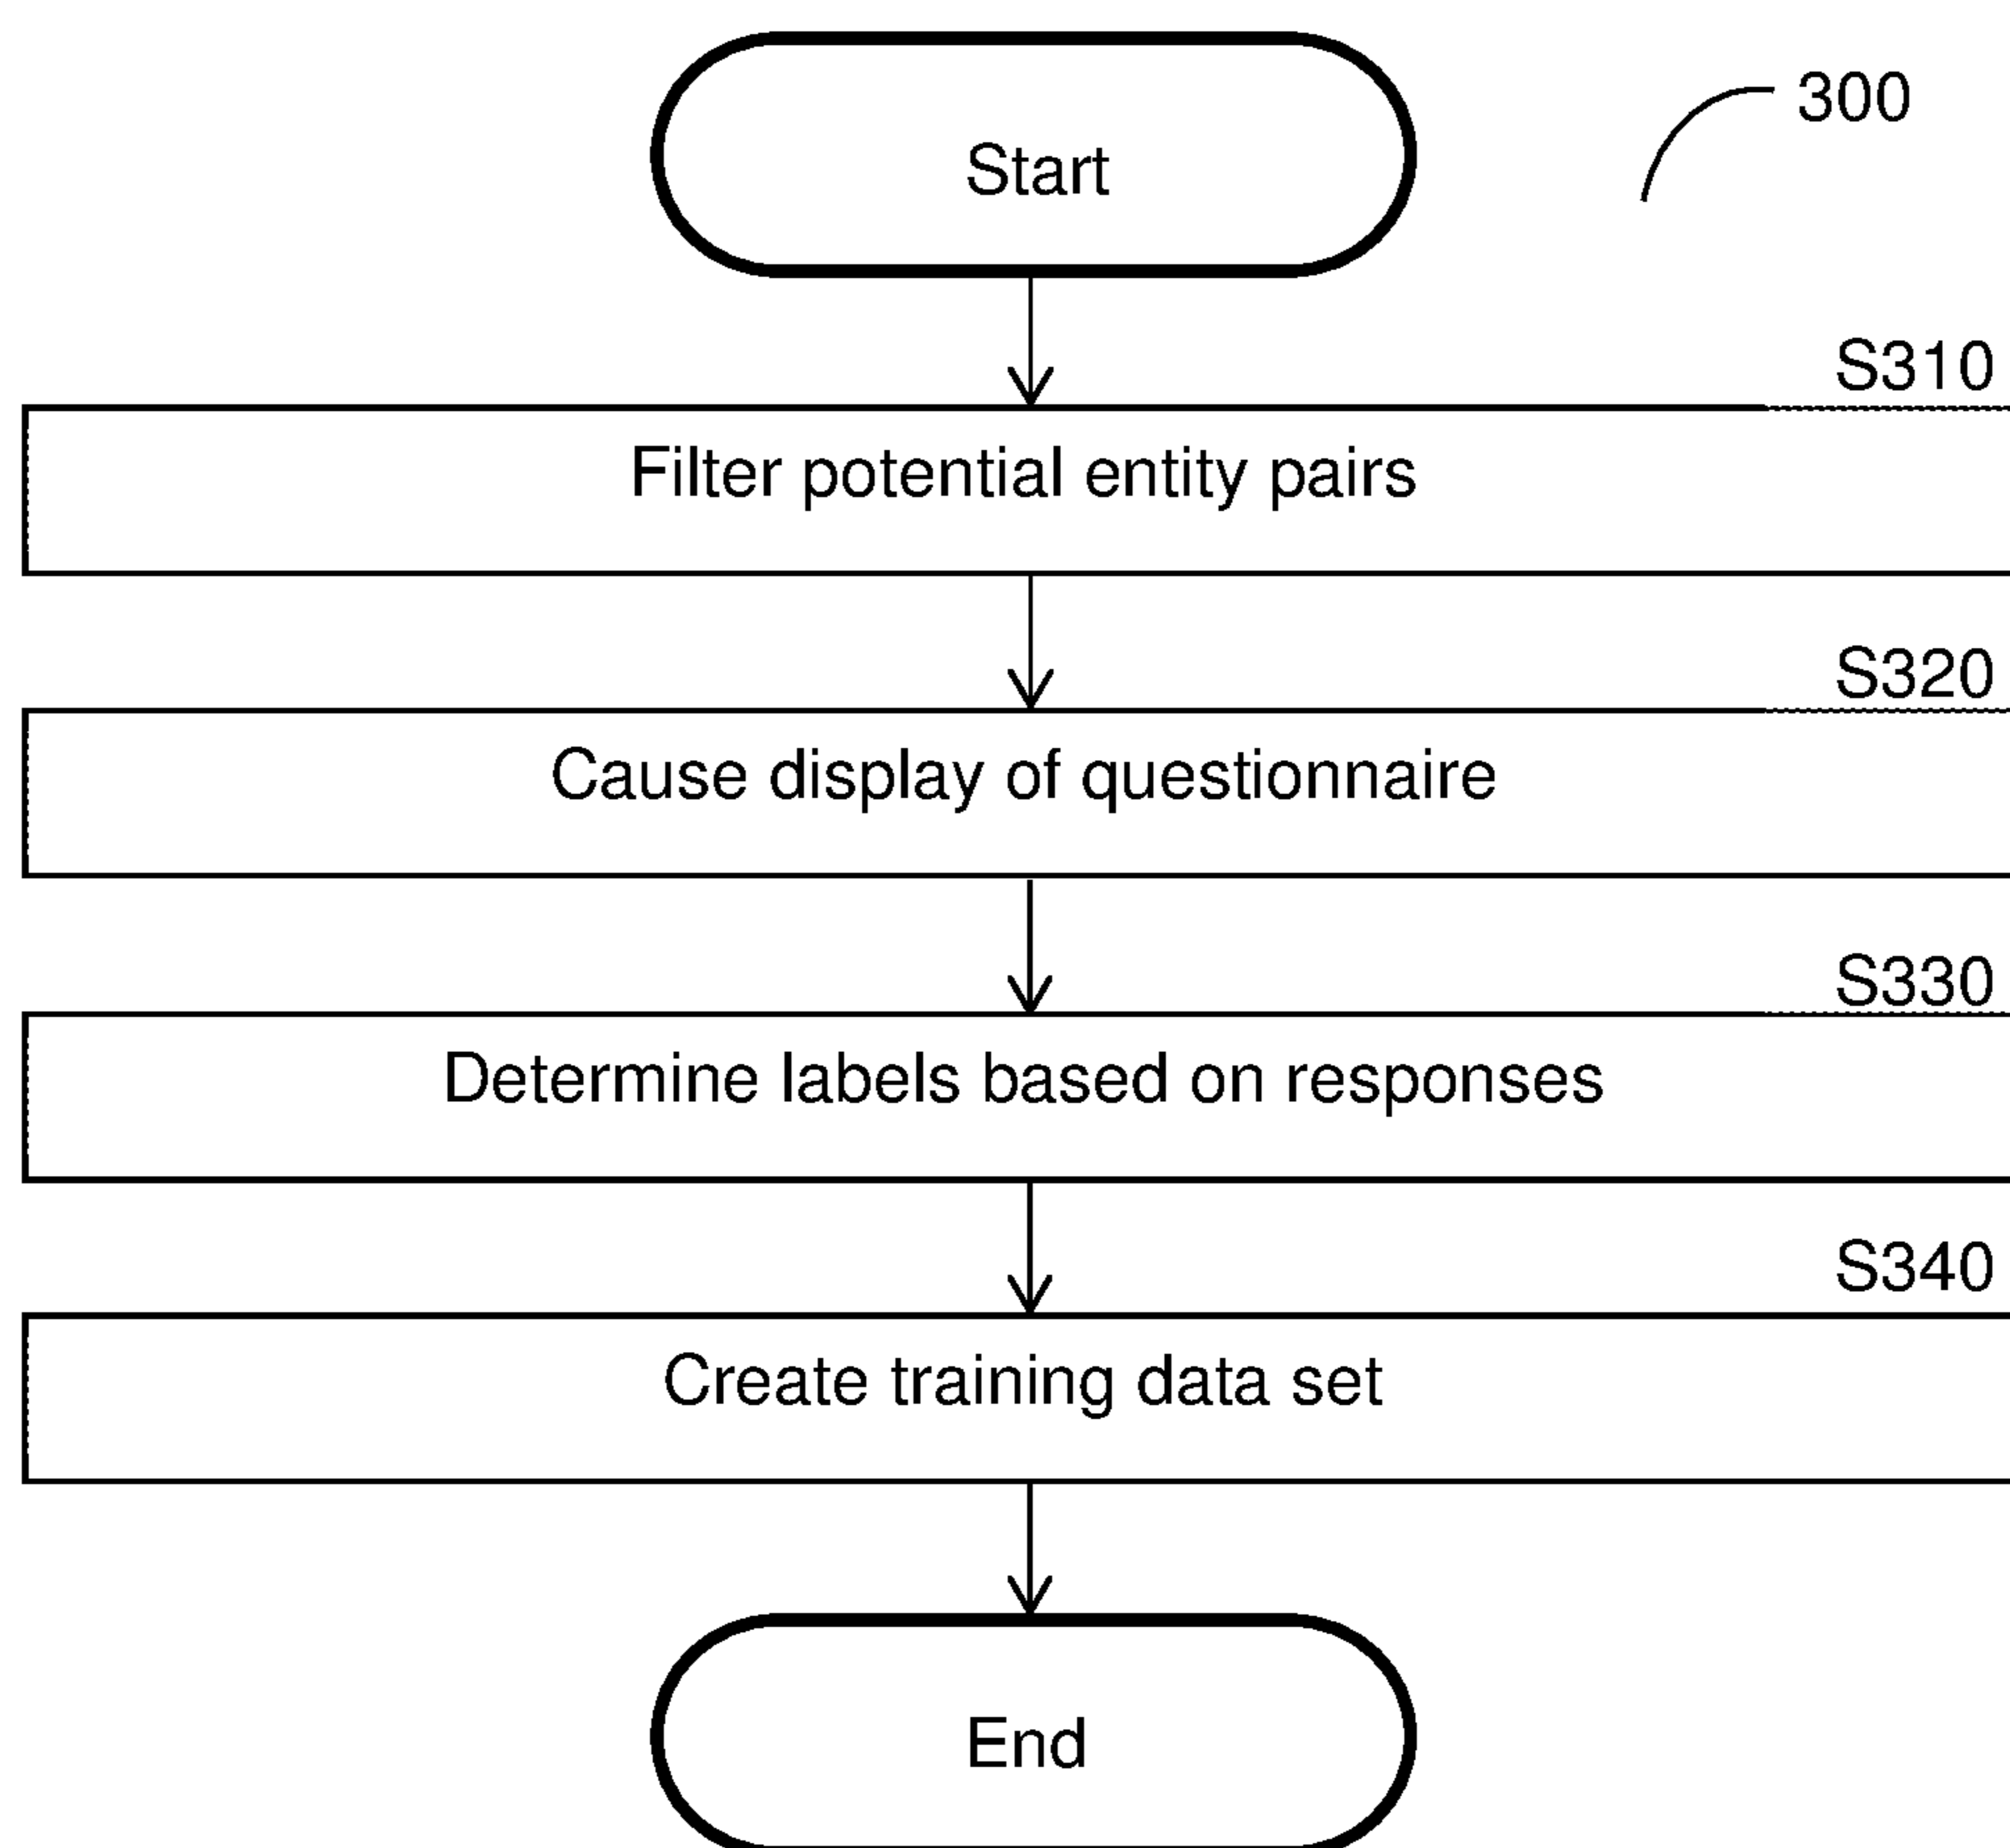 Start
300
S310
Filter potential entity pairs
S320
Cause display of questionnaire
S330
Determine labels based on responses
S340
Create training data set
End